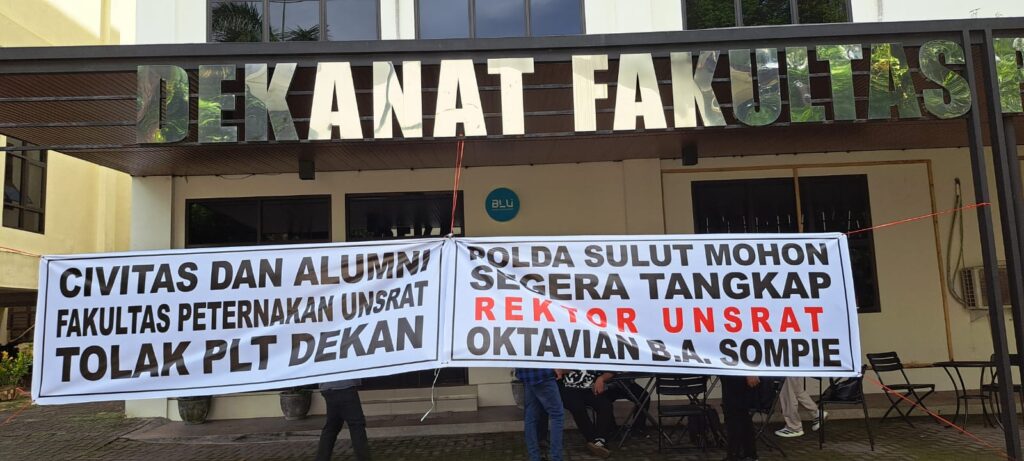 DEKANAT FAKULTAS
BLU
CIVITAS DAN ALUMNI
FAKULTAS PETERNAKAN UNSRAT
TOLAK PLT DEKAN
POLDA SULUT MOHON
SEGERA TANGKAP
REKTOR UNSRAT
OKTAVIAN B.A. SOMPIE